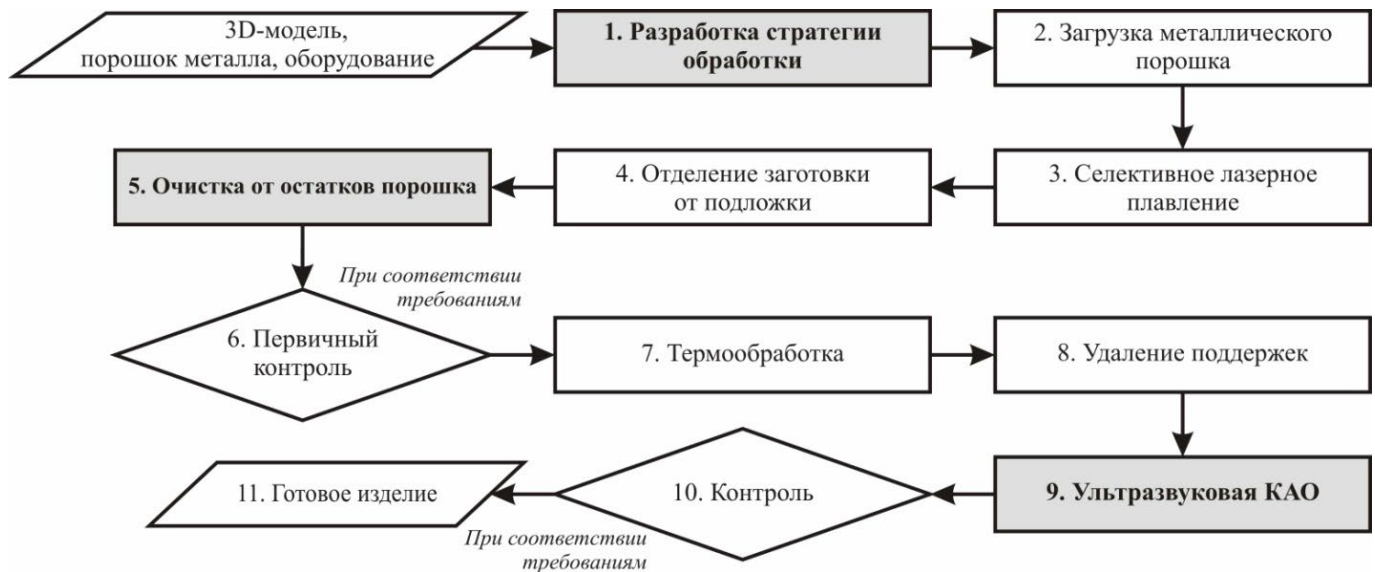 3D-модель,
порошок металла, оборудование
1. Разработка стратегии
обработки
2. Загрузка металлического
порошка
3. Селективное лазерное
плавление
4. Отделение заготовки
от подложки
5. Очистка от остатков порошка
При соответствии
требованиям
6. Первичный
контроль
7. Термообработка
8. Удаление поддержек
9. Ультразвуковая КАО
10. Контроль
При соответствии
требованиям
11. Готовое изделие